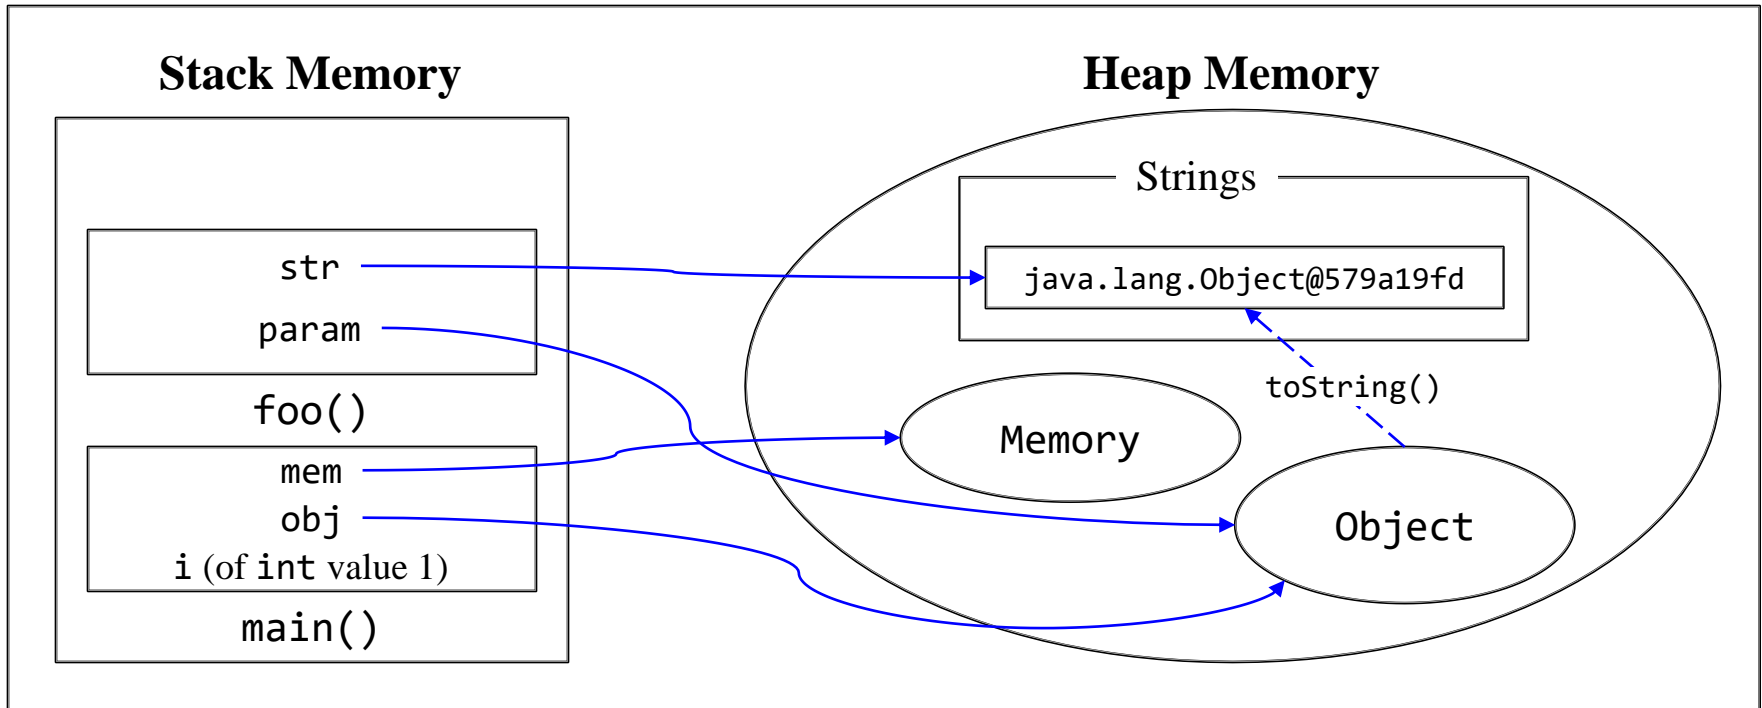 Stack Memory
str
param
foo()
mem
obj
i (of int value 1)
main()
Heap Memory
Strings
java.lang.Object@579a19fd
toString()
Memory
Object